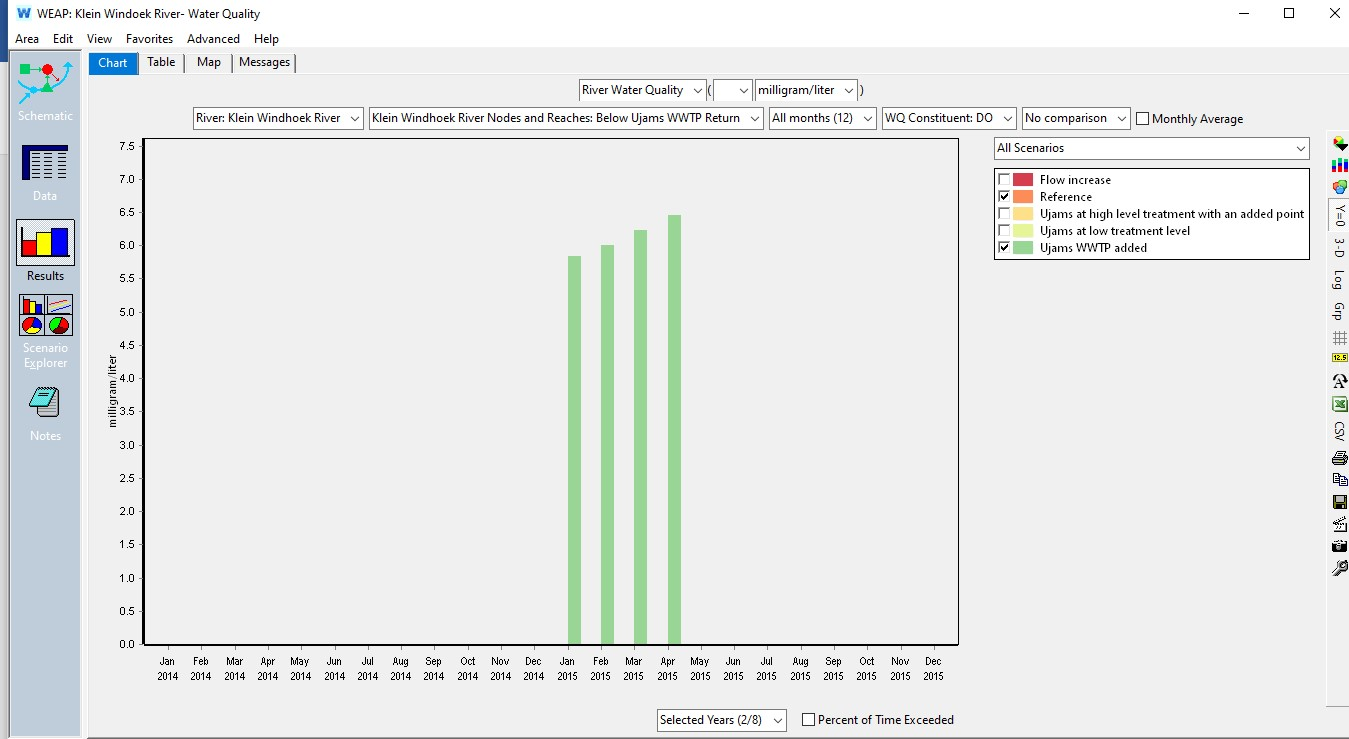 WEAP: Klein Windoek River- Water Quality
Area Edit View Favorites Advanced Help
Chart Table Map Messages
River Water Quality ( milligram/liter )
River: Klein Windhoek River Klein Windhoek River Nodes and Reaches: Below Ujams WWTP Return All months (12) WQ Constituent: DO No comparison Monthly Average
Schematic
Data
Results
Scenario
Explorer
Notes
All Scenarios
Flow increase
Reference
Ujams at high level treatment with an added point
Ujams at low treatment level
Ujams WWTP added
7.5
7.0
6.5
6.0
5.5
5.0
4.5
4.0
3.5
3.0
2.5
2.0
1.5
1.0
0.5
0.0
milligram/liter
Jan Feb Mar Apr May Jun Jul Aug Sep Oct Nov Dec Jan Feb Mar Apr May Jun Jul Aug Sep Oct Nov Dec
2014 2014 2014 2014 2014 2014 2014 2014 2014 2014 2014 2014 2015 2015 2015 2015 2015 2015 2015 2015 2015 2015 2015 2015
Selected Years (2/8) Percent of Time Exceeded
Y=0
3-D
Log
Grp
12.5
CSV